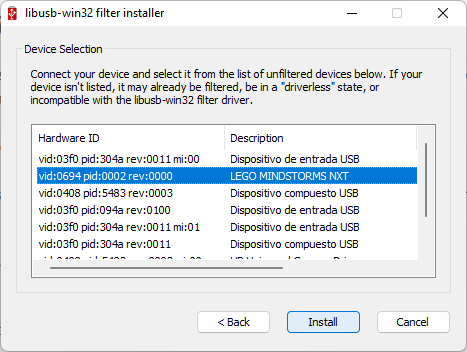 libusb-win32 filter installer
Device Selection
Connect your device and select it from the list of unfiltered devices below. If your
device isn't listed, it may already be filtered, be in a "driverless" state, or
incompatible with the libusb-win32 filter driver.
Hardware ID Description
vid:03f0 pid:304a rev:0011 mi:00 Dispositivo de entrada USB
vid:0694 pid:0002 rev:0000 LEGO MINDSTORMS NXT
vid:0408 pid:5483 rev:0003 Dispositivo compuesto USB
vid:03f0 pid:094a rev:0100 Dispositivo de entrada USB
vid:03f0 pid:304a rev:0011 mi:01 Dispositivo de entrada USB
vid:03f0 pid:304a rev:0011 Dispositivo compuesto USB
< Back Install Cancel